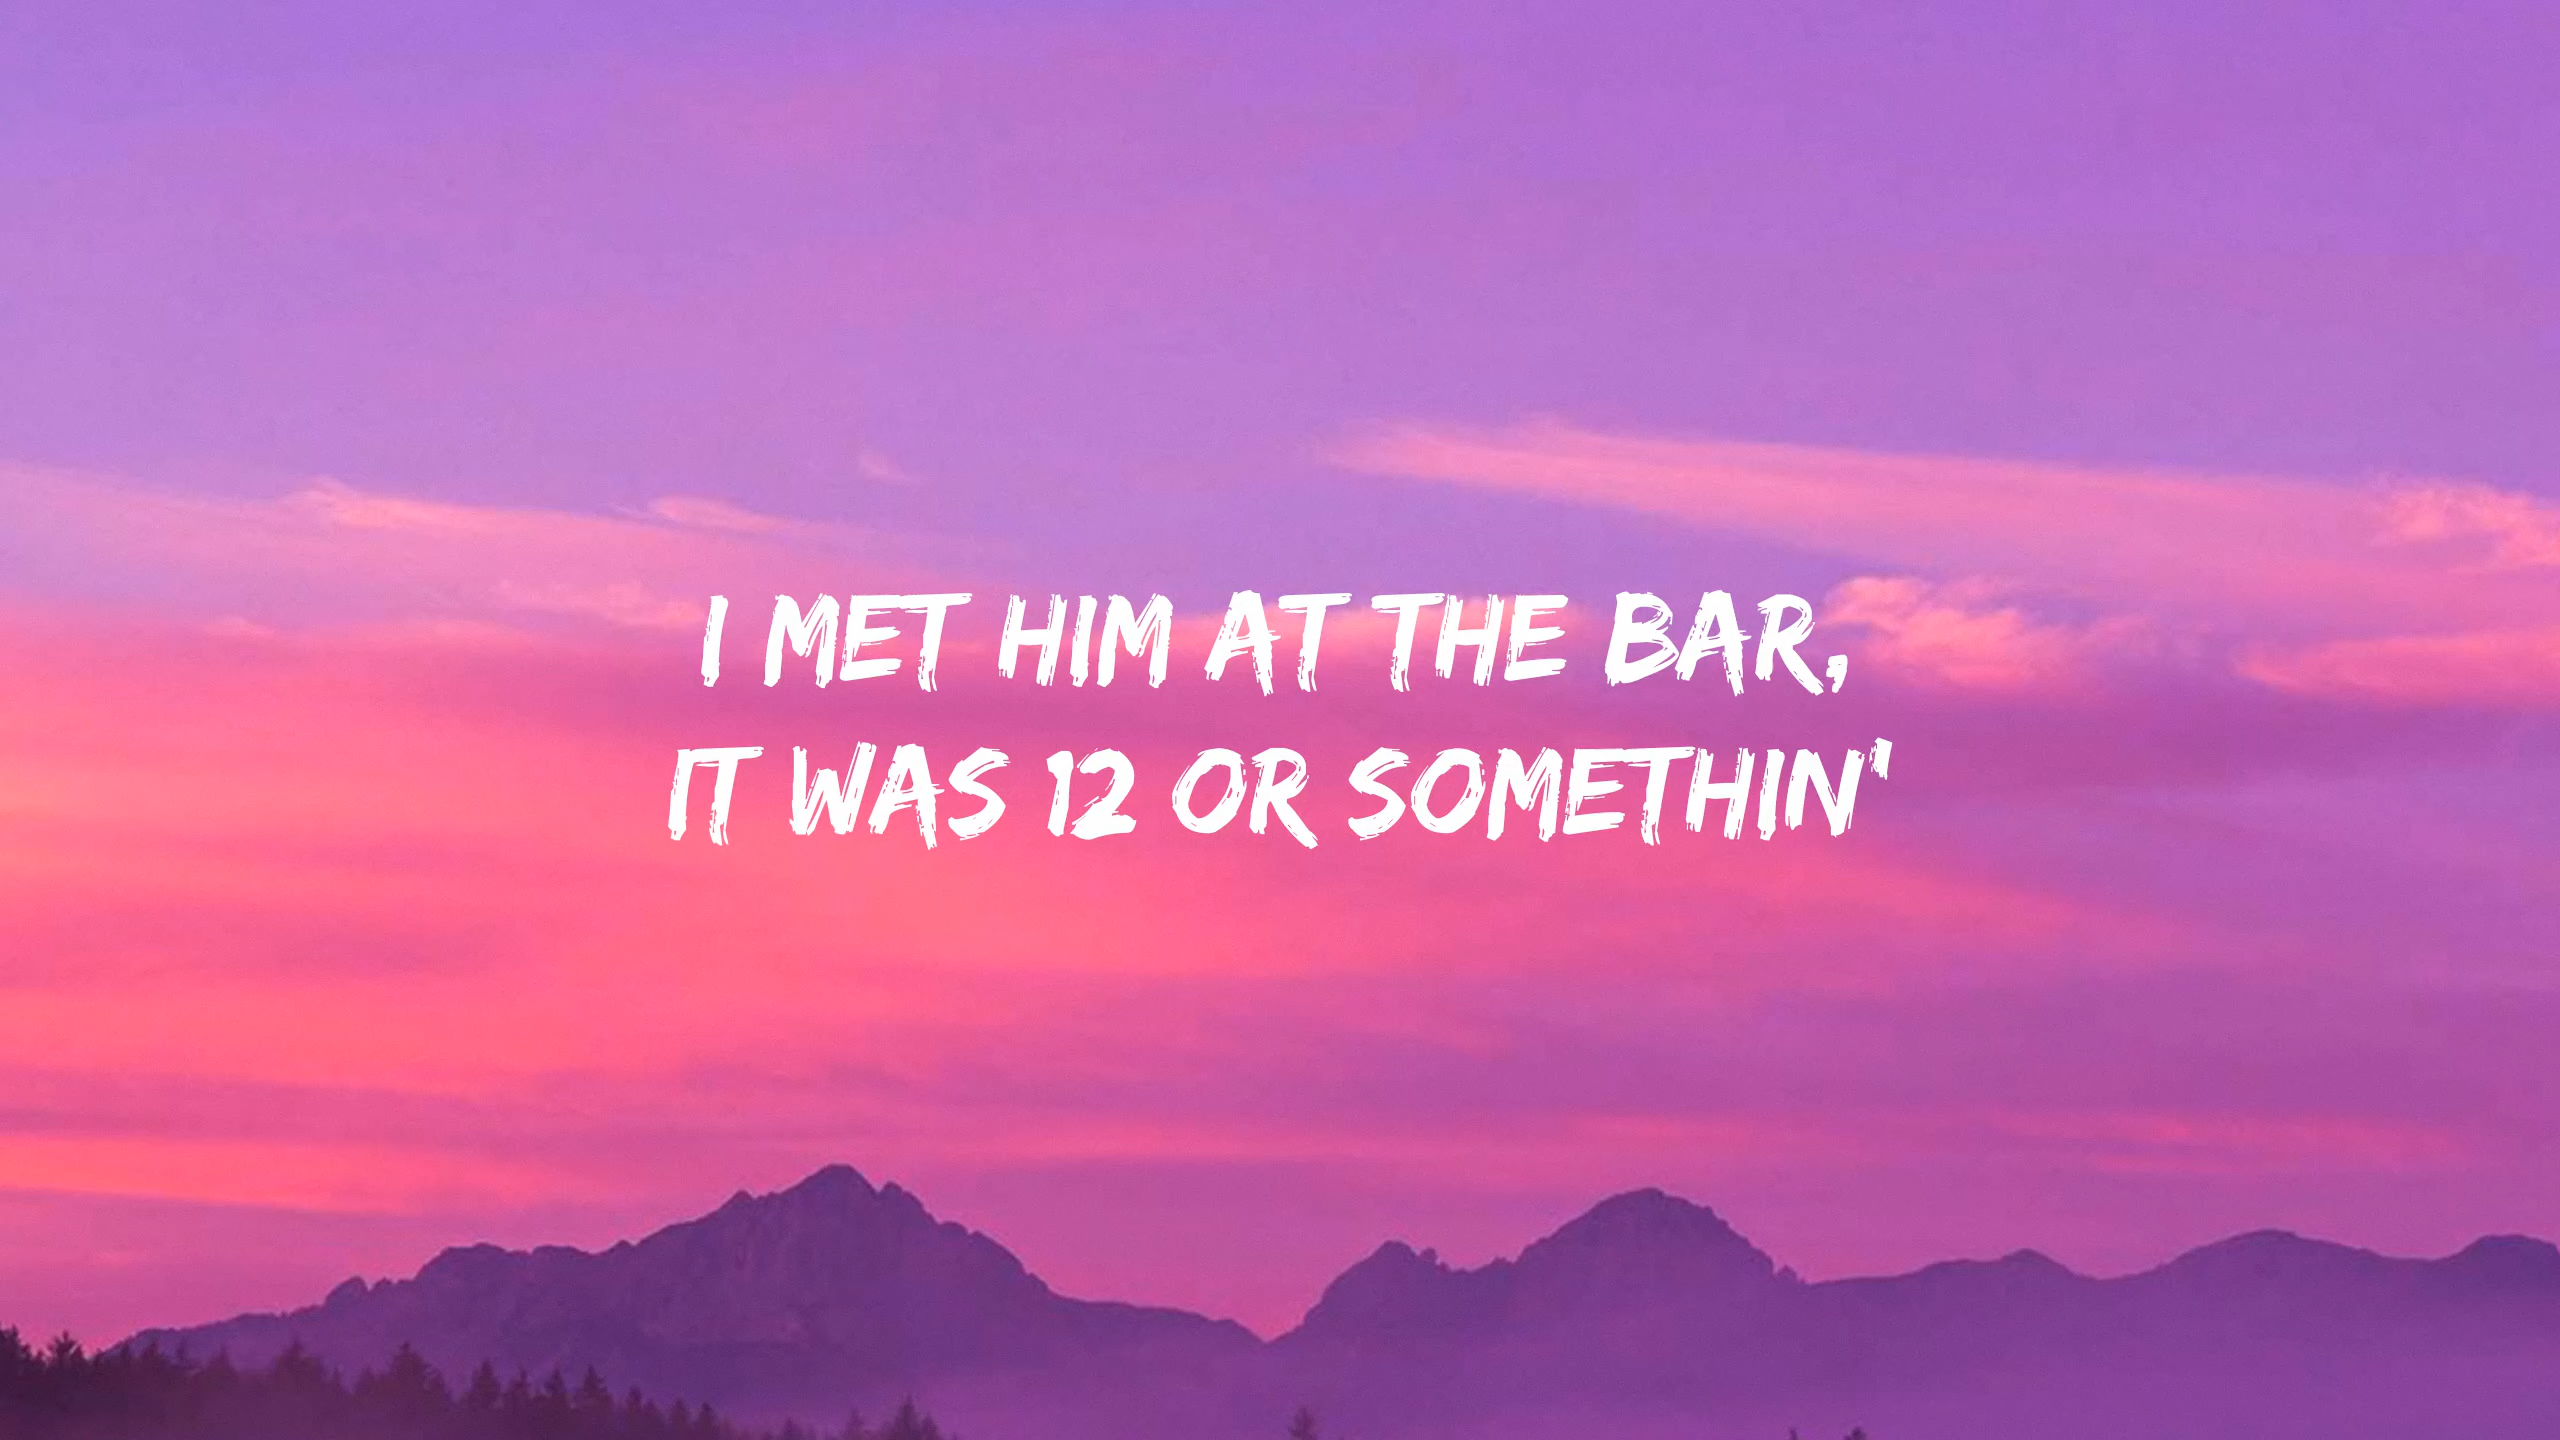 I MET HIM AT THE BAR,
IT WAS 12 OR SOMETHIN'